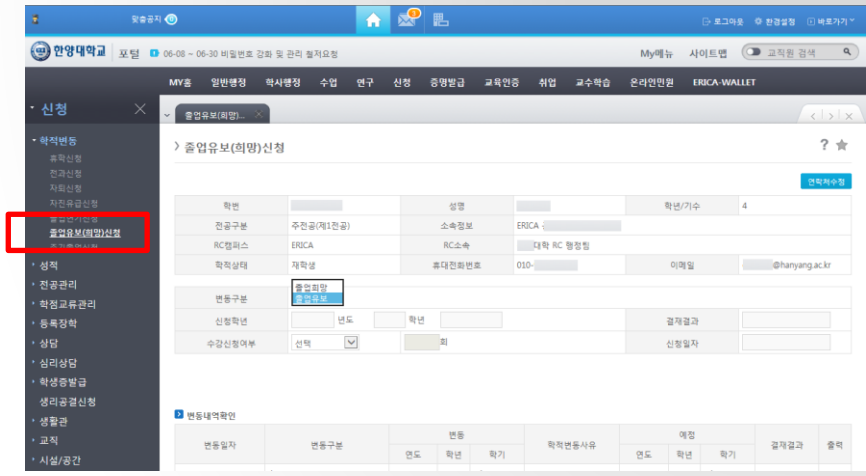 맞춤공지
로그아웃 환경설정 바로가기
한양대학교 포털 06-08 ~ 06-30 비밀번호 강화 및 관리 철저요청 My메뉴 사이트맵 교직원 검색
MY홈 일반행정 학사행정 수업 연구 신청 증명발급 교육인증 취업 교수학습 온라인민원 ERICA-WALLET
신청
졸업유보(희망)...
학적변동
휴학신청
전과신청
자퇴신청
자진유급신청
졸업유보(희망)신청
성적
전공관리
학점교류관리
등록장학
상담
심리상담
학생증발급
생리공결신청
생활관
교직
시설/공간
졸업유보(희망)신청
연락처수정
학번 성명 학년/기수 4
전공구분 주전공(제1전공) 소속정보 ERICA -
RC캠퍼스 ERICA RC소속 대학 RC 행정팀
학적상태 재학생 휴대전화번호 010- 이메일 @hanyang.ac.kr
변동구분 졸업희망
졸업유보
신청학년 년도 학년 결재결과
수강신청여부 선택 회 신청일자
변동내역확인
변동일자 변동구분 변동 학적변동사유 예정 결재결과 출력
연도 학년 학기 연도 학년 학기